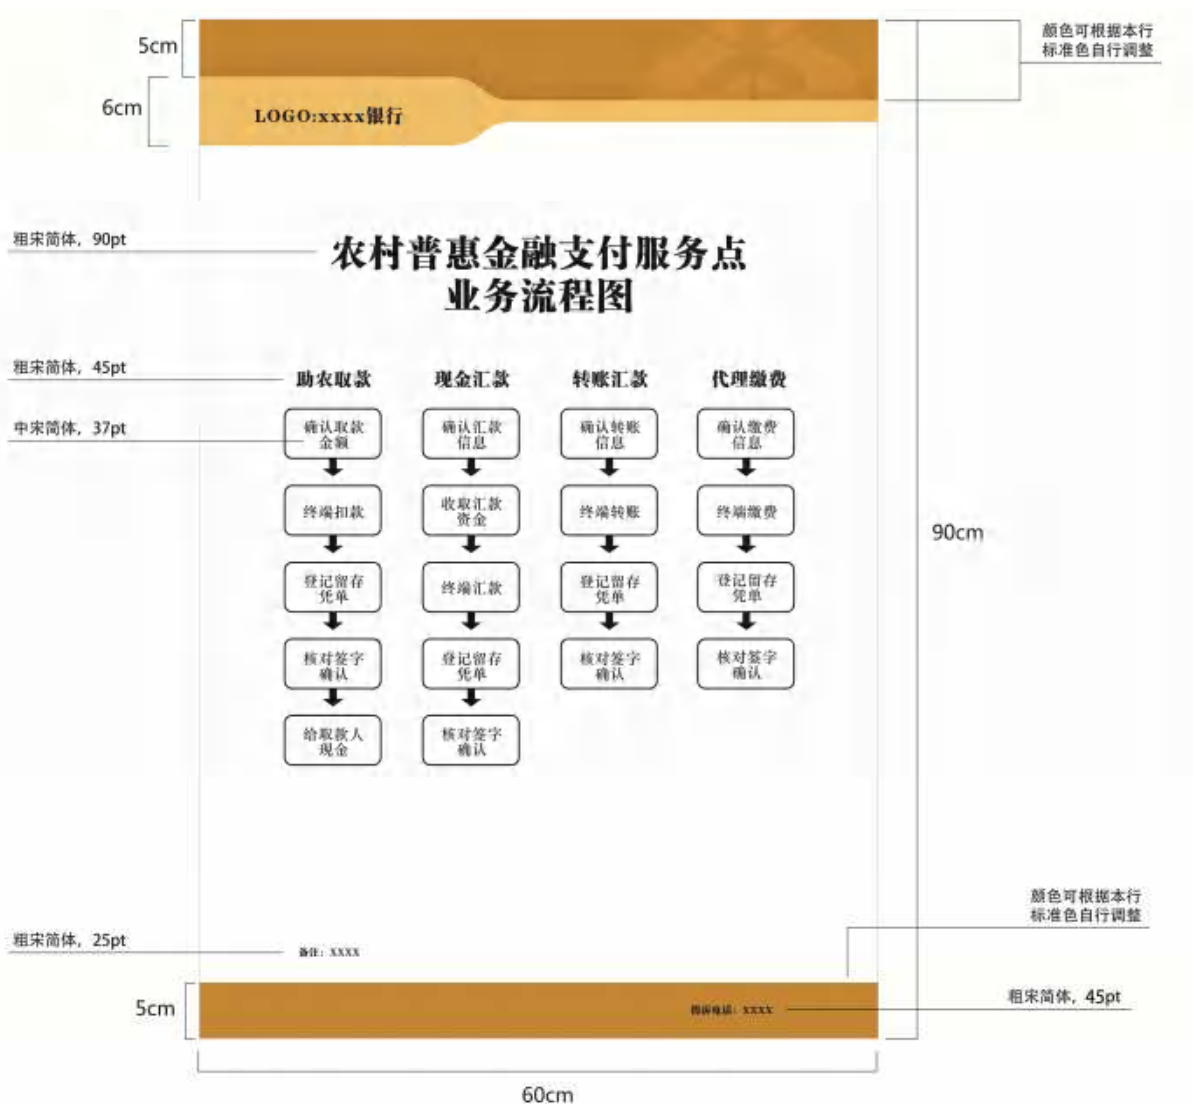 5cm
颜色可根据本行
标准色自行调整
6cm
LOGO:xxxx银行
粗宋简体，90pt
农村普惠金融支付服务点
业务流程图
粗宋简体，45pt
助农取款
现金汇款
转账汇款
代理缴费
中宋简体，37pt
确认取款
金额
确认汇款
信息
确认转账
信息
确认缴费
信息
终端扣款
收取汇款
资金
终端转账
终端缴费
90cm
登记留存
凭单
终端汇款
登记留存
凭单
登记留存
凭单
核对签字
确认
登记留存
凭单
核对签字
确认
核对签字
确认
给取款人
现金
核对签字
确认
颜色可根据本行
标准色自行调整
粗宋简体，25pt
备注：XXXX
5cm
电话：XXXX
粗宋简体，45pt
60cm